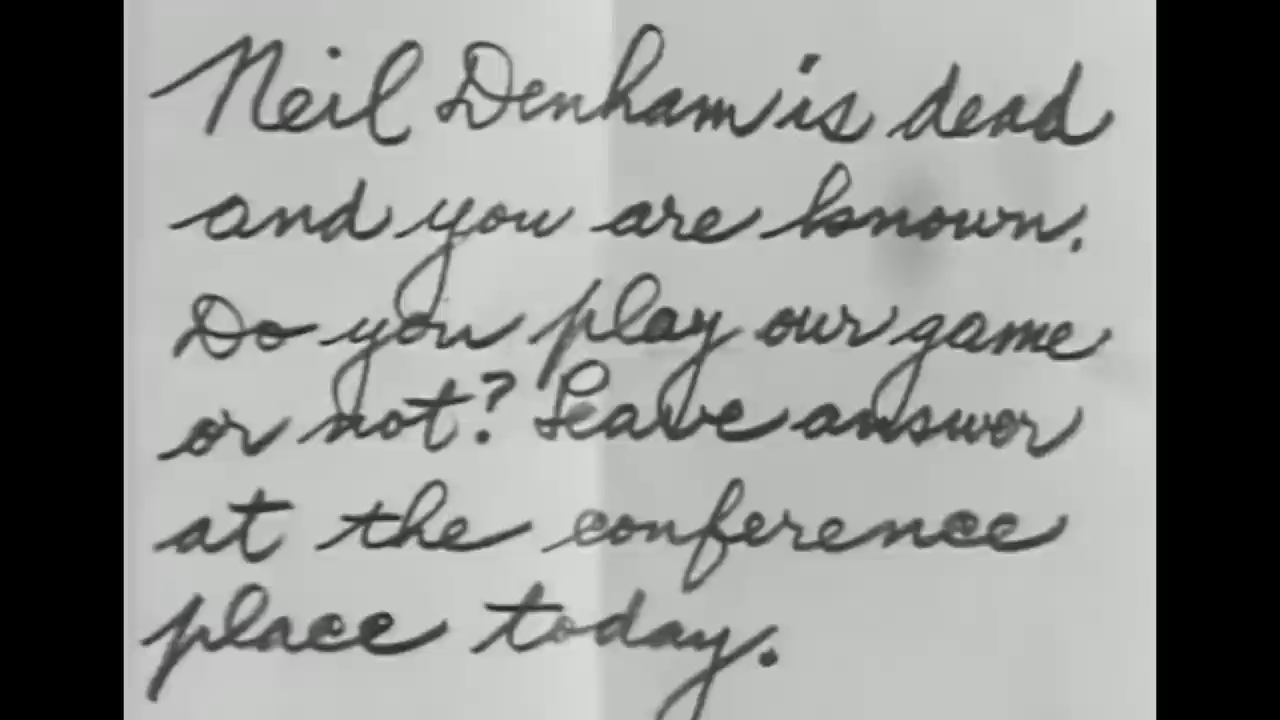 Neil Denham is dead
and you are known.
Do you play our game
or not? Leave answer
at the conference
place today.